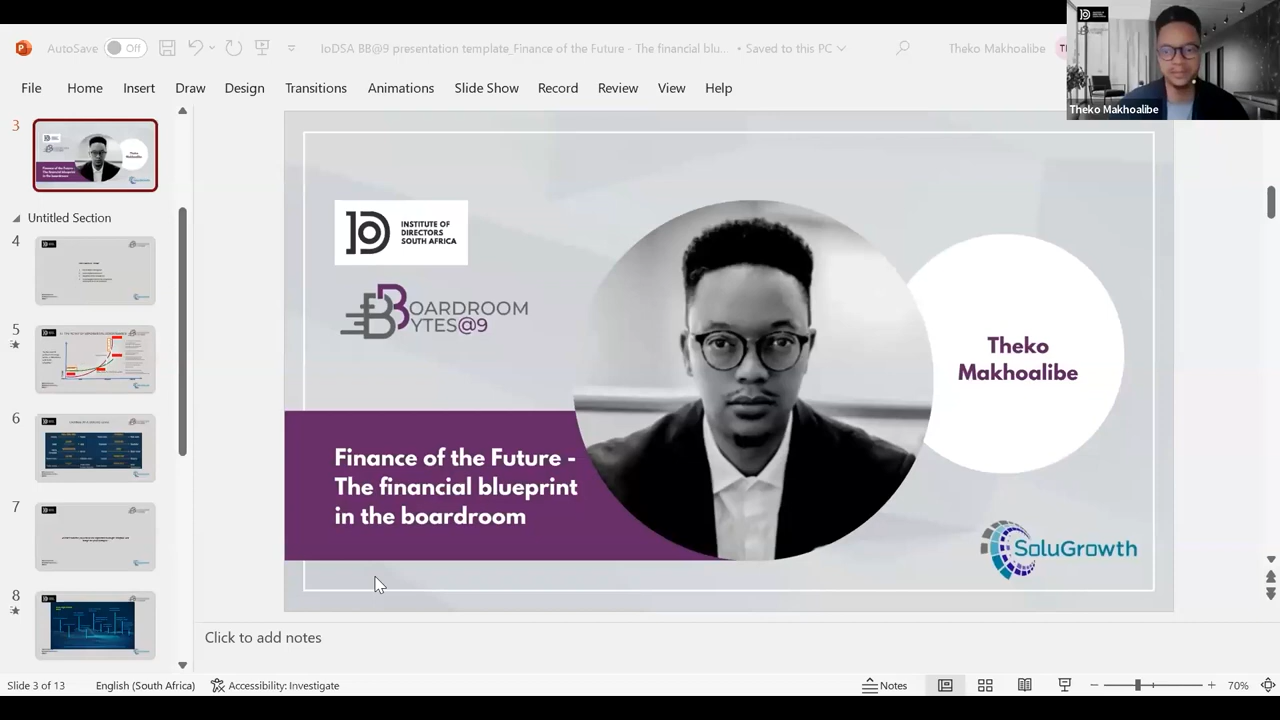 AutoSave
Off
IoDSA BB@9 presentation template_Finance of the Future - The financial blu... • Saved to this PC
Theko Makhoalibe
Theko Makhoalibe
File
Home
Insert
Draw
Design
Transitions
Animations
Slide Show
Record
Review
View
Help
3
Untitled Section
4
5
6
7
8
INSTITUTE OF
DIRECTORS
SOUTH AFRICA
BOARDROOM
BYTES@9
Theko
Makhoalibe
Finance of the Future -
The financial blueprint
in the boardroom
SoluGrowth
Click to add notes
Slide 3 of 13
English (South Africa)
Accessibility: Investigate
Notes
70%